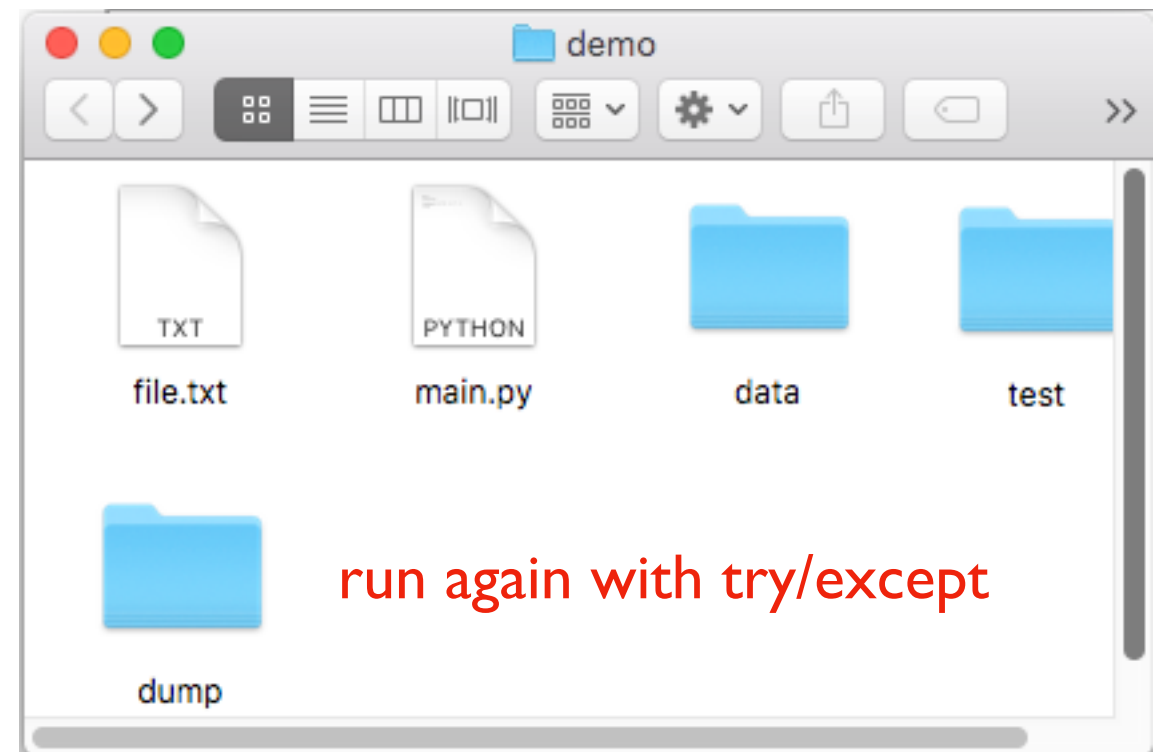 demo
TXT
PYTHON
file.txt
main.py
data
test
run again with try/except
dump